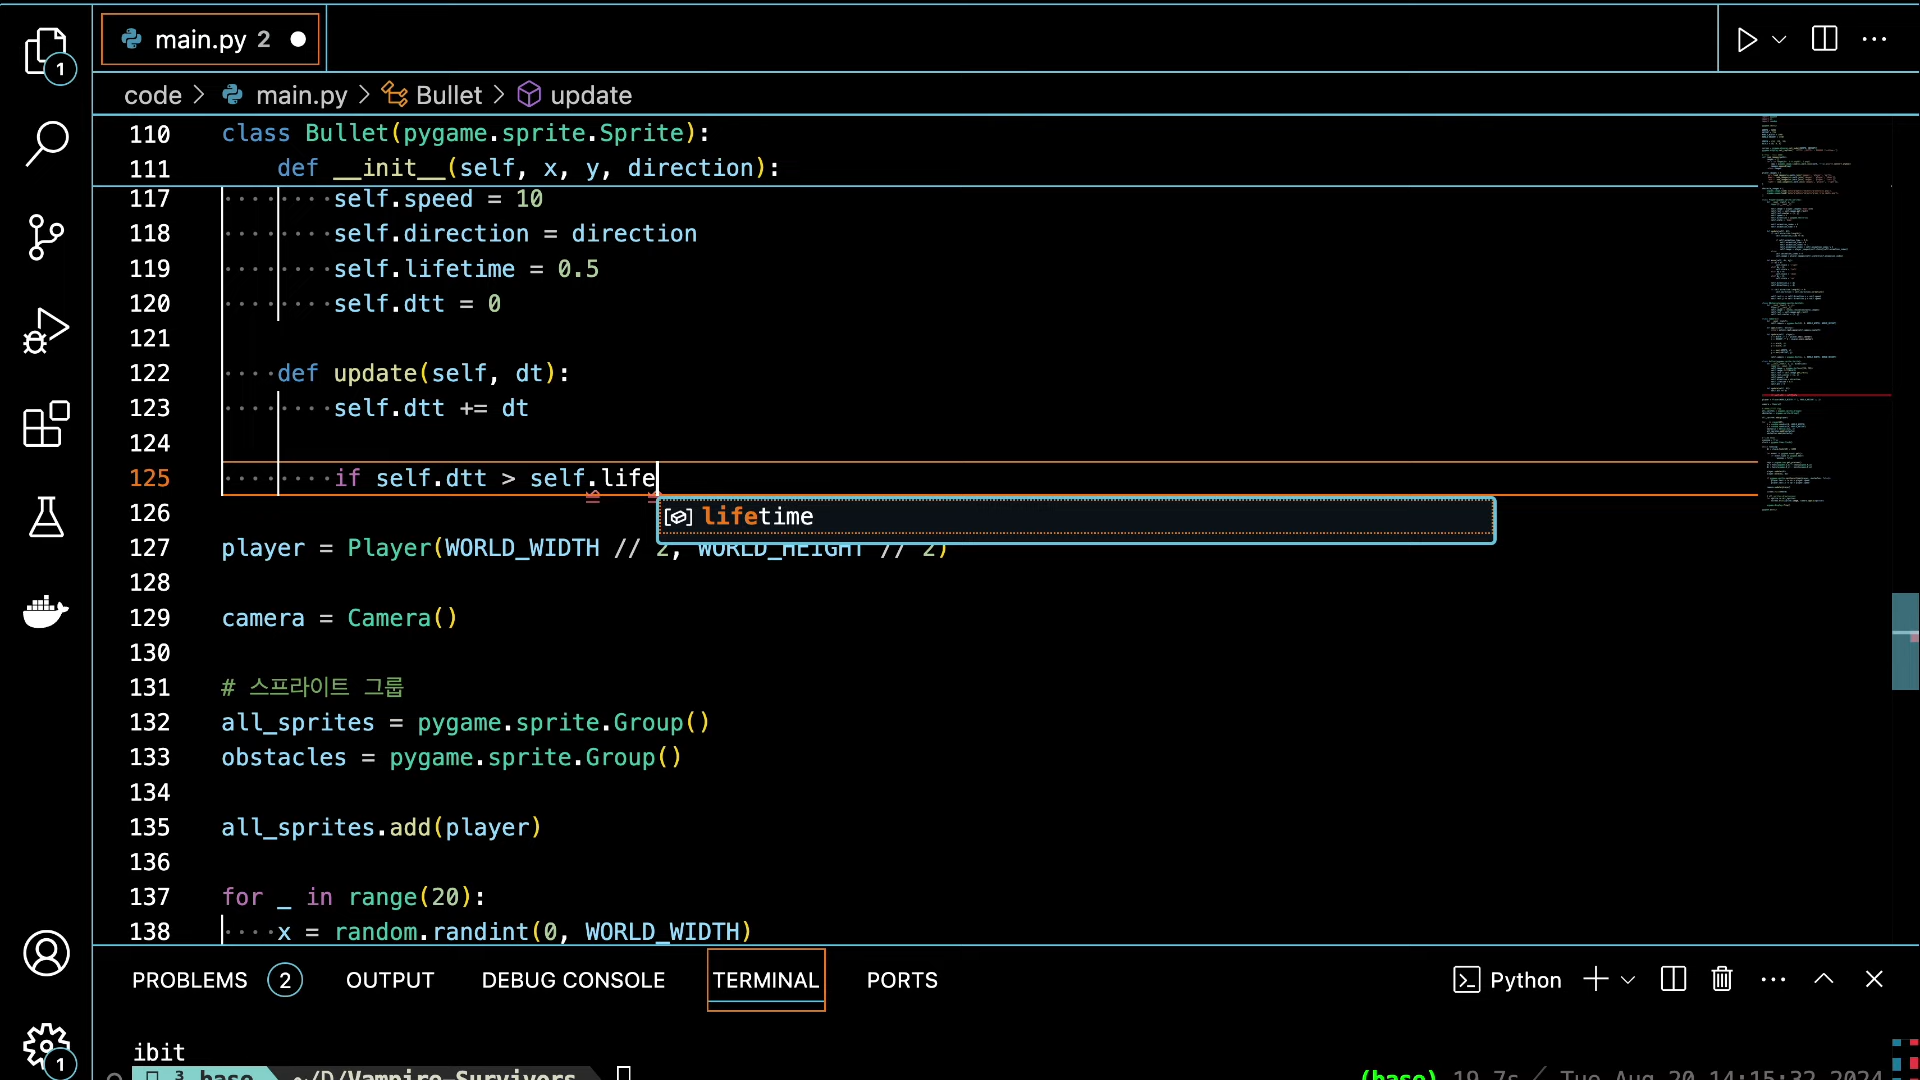 main.py 2
1
code > main.py > Bullet > update
110 class Bullet(pygame.sprite.Sprite):
111 def __init__(self, x, y, direction):
117 self.speed = 10
118 self.direction = direction
119 self.lifetime = 0.5
120 self.dtt = 0
121
122 def update(self, dt):
123 self.dtt += dt
124
125 if self.dtt > self.life
lifetime
126
127 player = Player(WORLD_WIDTH // 2, WORLD_HEIGHT // 2)
128
129 camera = Camera()
130
131 # 스프라이트 그룹
132 all_sprites = pygame.sprite.Group()
133 obstacles = pygame.sprite.Group()
134
135 all_sprites.add(player)
136
137 for _ in range(20):
138 x = random.randint(0, WORLD_WIDTH)
PROBLEMS 2 OUTPUT DEBUG CONSOLE TERMINAL PORTS Python
ibit
1
3 base ~/D/Vampire-Survivors (base) 19.7s / Tue Aug 20 14:15:32 2024